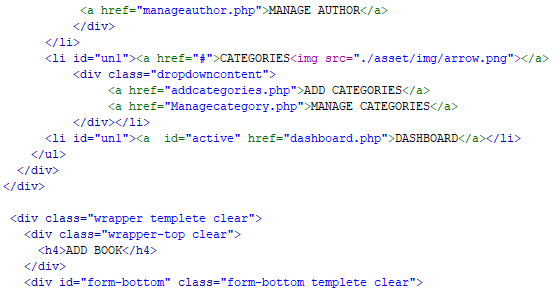 <a href="manageauthor.php">MANAGE AUTHOR</a>
</div>
</li>
<li id="un1"><a href="#">CATEGORIES<img src="./asset/img/arrow.png"></a>
<div class="dropdowncontent">
<a href="addcategories.php">ADD CATEGORIES</a>
<a href="Managecategory.php">MANAGE CATEGORIES</a>
</div></li>
<li id="un1"><a  id="active" href="dashboard.php">DASHBOARD</a></li>
</ul>
</div>
</div>
<div class="wrapper templete clear">
<div class="wrapper-top clear">
<h4>ADD BOOK</h4>
</div>
<div id="form-bottom" class="form-bottom templete clear">